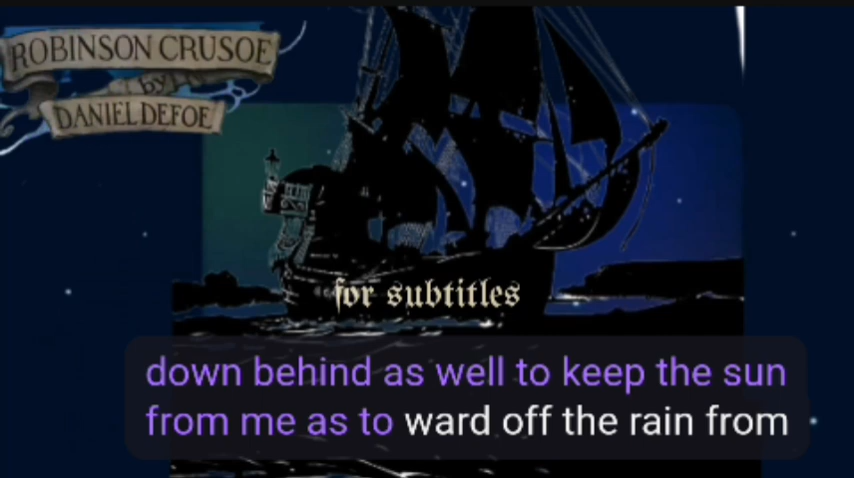 ROBINSON CRUSOE
by
DANIEL DEFOE
for subtitles
down behind as well to keep the sun
from me as to ward off the rain from